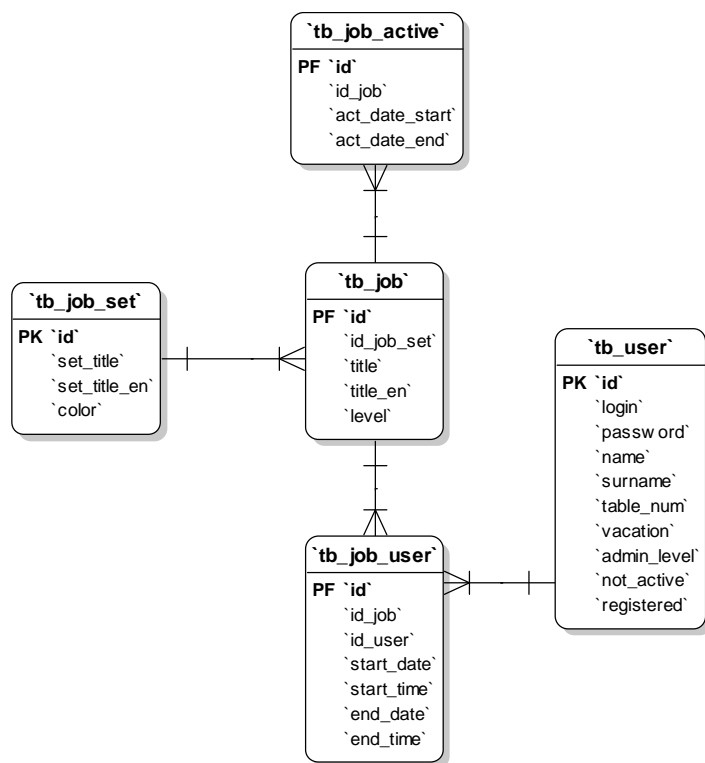 `tb_job_active`
PF `id`
`id_job`
`act_date_start`
`act_date_end`
`tb_job_set`
PK `id`
`set_title`
`set_title_en`
`color`
`tb_job`
PF `id`
`id_job_set`
`title`
`title_en`
`level`
`tb_user`
PK `id`
`login`
`passw ord`
`name`
`surname`
`table_num`
`vacation`
`admin_level`
`not_active`
`registered`
`tb_job_user`
PF `id`
`id_job`
`id_user`
`start_date`
`start_time`
`end_date`
`end_time`